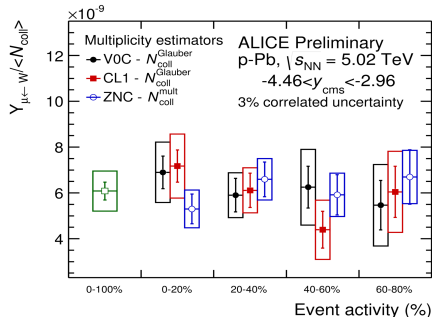 ×10⁻⁹
Y_μ←W/<N_coll>
12
10
8
6
4
Multiplicity estimators
V0C - N_coll^Glauber
CL1 - N_coll^Glauber
ZNC - N_coll^mult
ALICE Preliminary
p-Pb, \s_NN = 5.02 TeV
-4.46<y_cms<-2.96
3% correlated uncertainty
0-100% 0-20% 20-40% 40-60% 60-80%
Event activity (%)